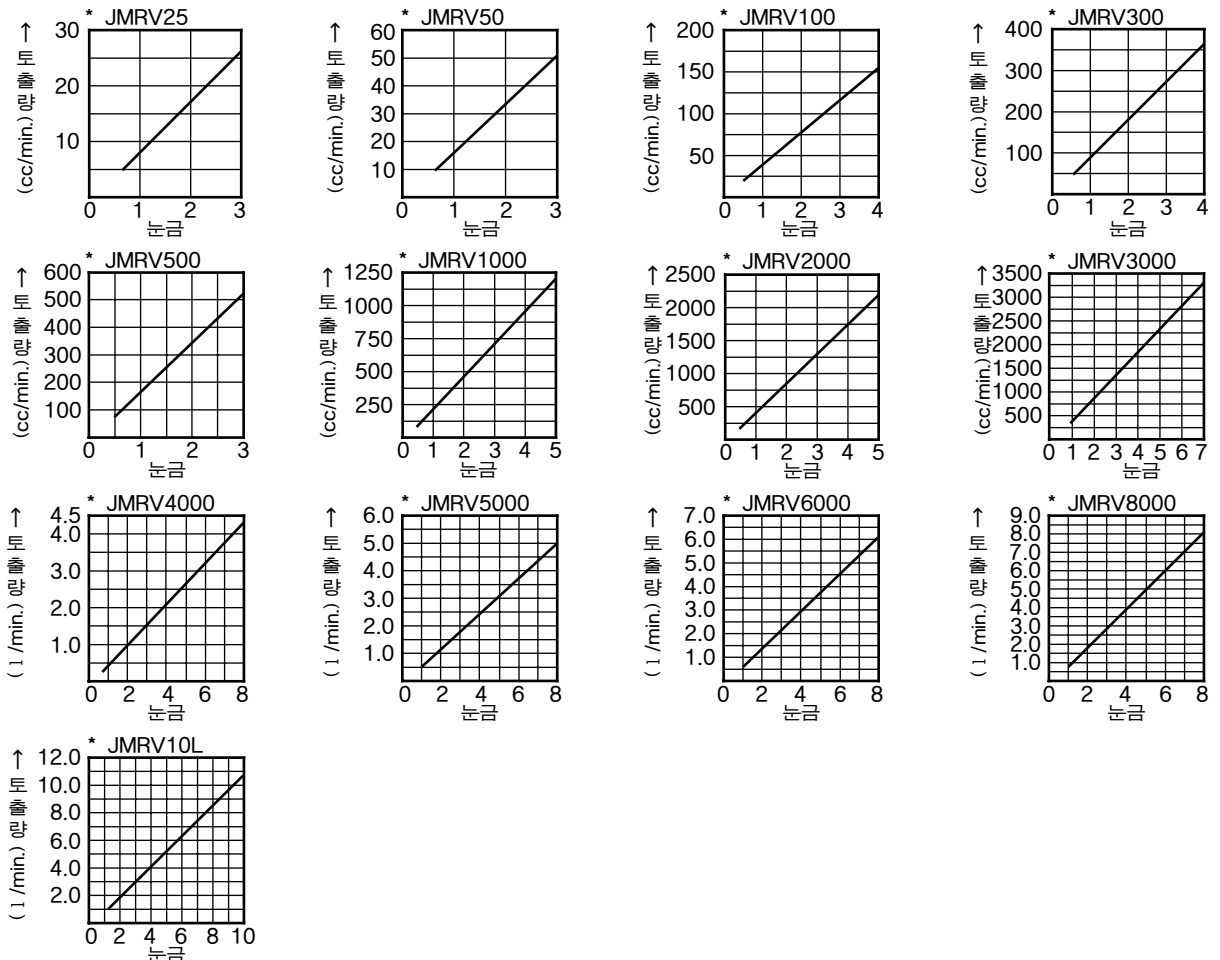 * JMRV25
↑ 토출량 (cc/min.)
30
20
10
0 1 2 3
눈금
* JMRV50
↑ 토출량 (cc/min.)
60
50
40
30
20
10
0 1 2 3
눈금
* JMRV100
↑ 토출량 (cc/min.)
200
150
100
50
0 1 2 3 4
눈금
* JMRV300
↑ 토출량 (cc/min.)
400
300
200
100
0 1 2 3 4
눈금
* JMRV500
↑ 토출량 (cc/min.)
600
500
400
300
200
100
0 1 2 3
눈금
* JMRV1000
↑ 토출량 (cc/min.)
1250
1000
750
500
250
0 1 2 3 4 5
눈금
* JMRV2000
↑ 토출량 (cc/min.)
2500
2000
1500
1000
500
0 1 2 3 4 5
눈금
* JMRV3000
↑ 토출량 (cc/min.)
3500
3000
2500
2000
1500
1000
500
0 1 2 3 4 5 6 7
눈금
* JMRV4000
↑ 토출량 (l/min.)
4.5
4.0
3.0
2.0
1.0
0 2 4 6 8
눈금
* JMRV5000
↑ 토출량 (l/min.)
6.0
5.0
4.0
3.0
2.0
1.0
0 2 4 6 8
눈금
* JMRV6000
↑ 토출량 (l/min.)
7.0
6.0
5.0
4.0
3.0
2.0
1.0
0 2 4 6 8
눈금
* JMRV8000
↑ 토출량 (l/min.)
9.0
8.0
7.0
6.0
5.0
4.0
3.0
2.0
1.0
0 2 4 6 8
눈금
* JMRV10L
↑ 토출량 (l/min.)
12.0
10.0
8.0
6.0
4.0
2.0
0 2 4 6 8 10
눈금